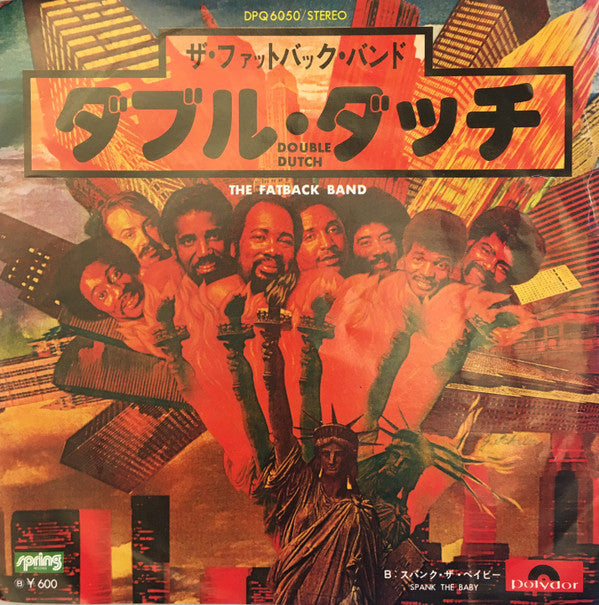 DPQ6050/STEREO
ザ・ファットバック・バンド
ダブル・ダッチ
DOUBLE
DUTCH
THE FATBACK BAND
spring
Ⓑ ¥600
B：スパンク・ザ・ベイビー
SPANK THE BABY
polydor